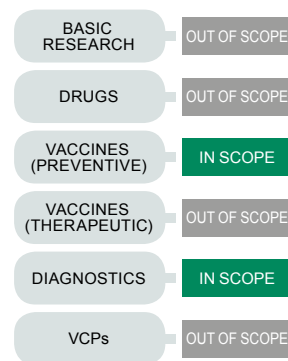 BASIC
RESEARCH
OUT OF SCOPE
DRUGS
OUT OF SCOPE
VACCINES
(PREVENTIVE)
IN SCOPE
VACCINES
(THERAPEUTIC)
OUT OF SCOPE
DIAGNOSTICS
IN SCOPE
VCPs
OUT OF SCOPE